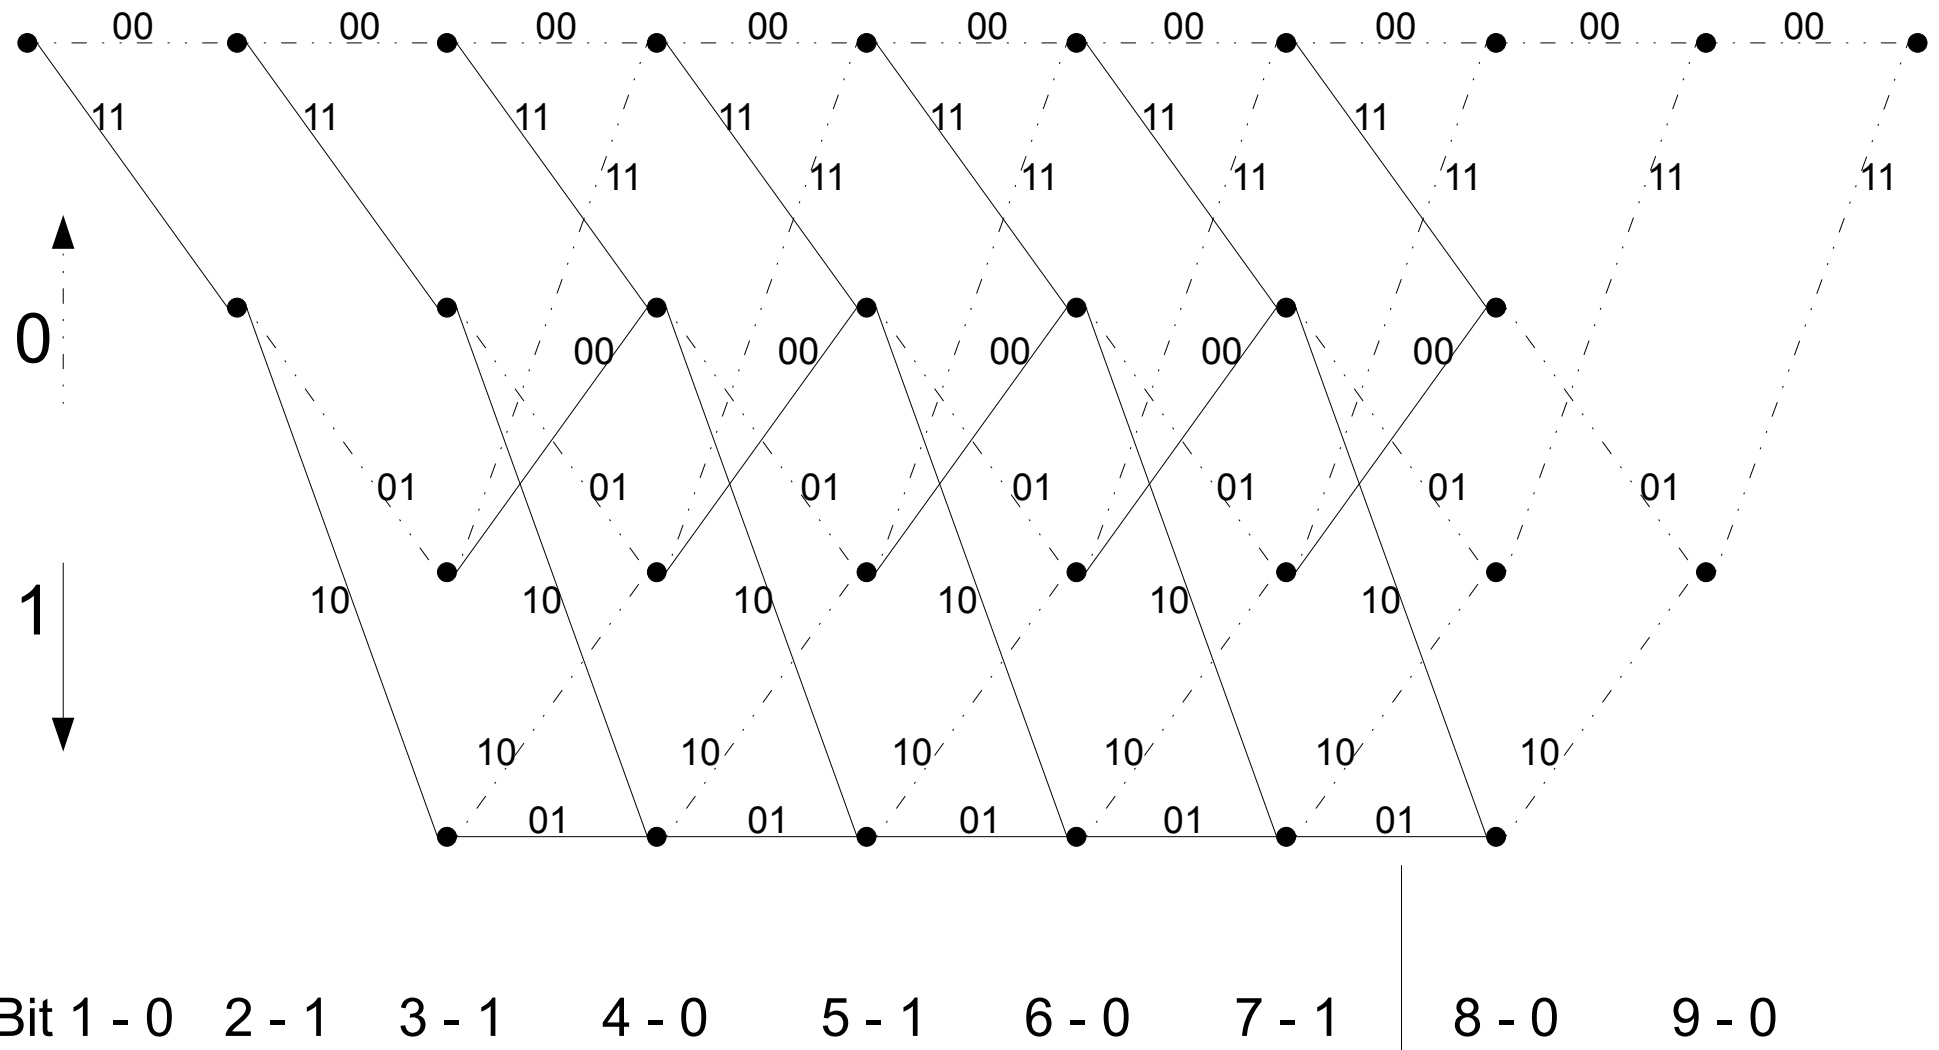 00 00 00 00 00 00 00 00 00
11 11 11 11 11 11 11
11 11 11 11 11 11 11
0
00 00 00 00 00
01 01 01 01 01 01 01
1
10 10 10 10 10 10
10 10 10 10 10 10
01 01 01 01 01
Bit 1 - 0 2 - 1 3 - 1 4 - 0 5 - 1 6 - 0 7 - 1 8 - 0 9 - 0